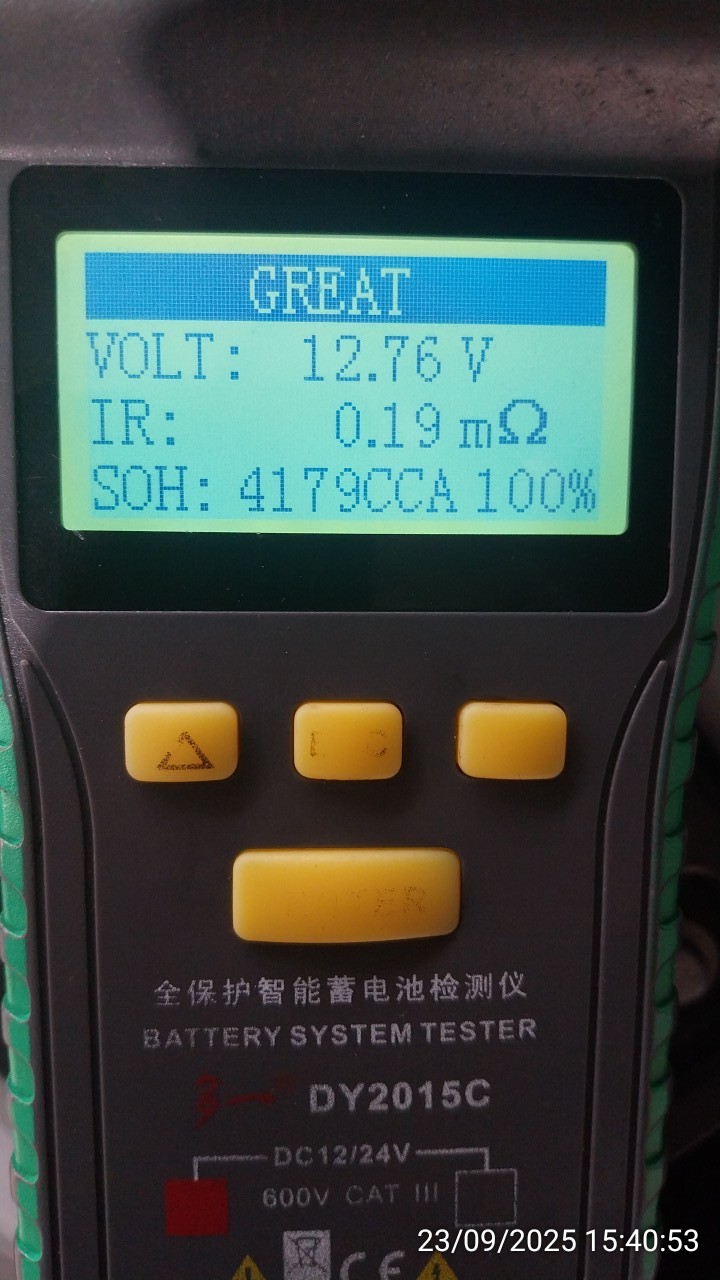 GREAT
VOLT: 12.76 V
IR: 0.19 mΩ
SOH: 4179CCA 100%
全保护智能蓄电池检测仪
BATTERY SYSTEM TESTER
DY2015C
DC12/24V
600V CAT III
CE
23/09/2025 15:40:53